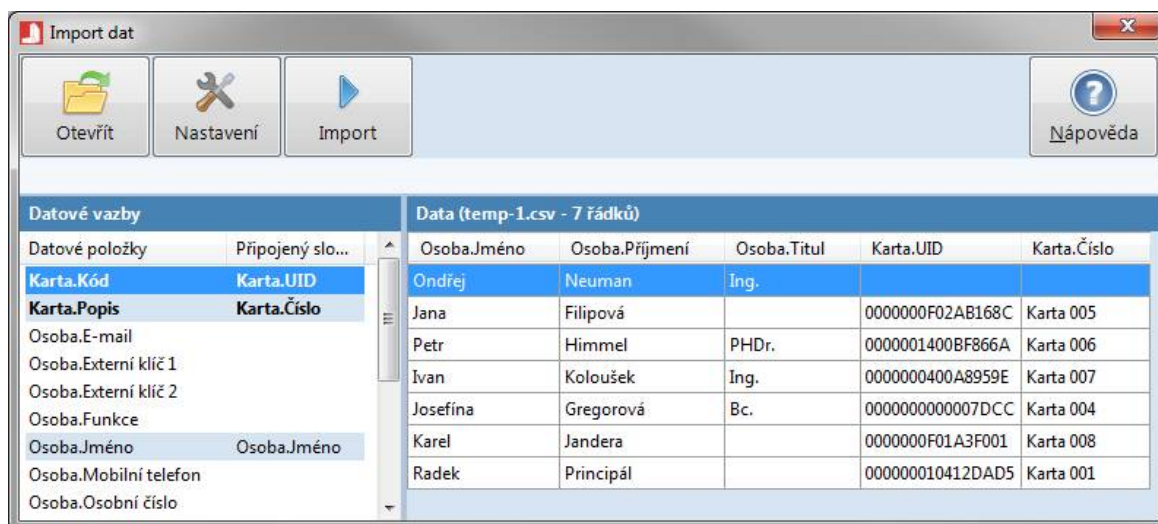 Import dat
Otevřít Nastavení Import Nápověda
Datové vazby
Datové položky Připojený slo...
Karta.Kód Karta.UID
Karta.Popis Karta.Číslo
Osoba.E-mail
Osoba.Externí klíč 1
Osoba.Externí klíč 2
Osoba.Funkce
Osoba.Jméno Osoba.Jméno
Osoba.Mobilní telefon
Osoba.Osobní číslo
Data (temp-1.csv - 7 řádků)
Osoba.Jméno Osoba.Příjmení Osoba.Titul Karta.UID Karta.Číslo
Ondřej Neuman Ing.
Jana Filipová 0000000F02AB168C Karta 005
Petr Himmel PHDr. 0000001400BF866A Karta 006
Ivan Koloušek Ing. 0000000400A8959E Karta 007
Josefína Gregorová Bc. 0000000000007DCC Karta 004
Karel Jandera 0000000F01A3F001 Karta 008
Radek Principál 000000010412DAD5 Karta 001